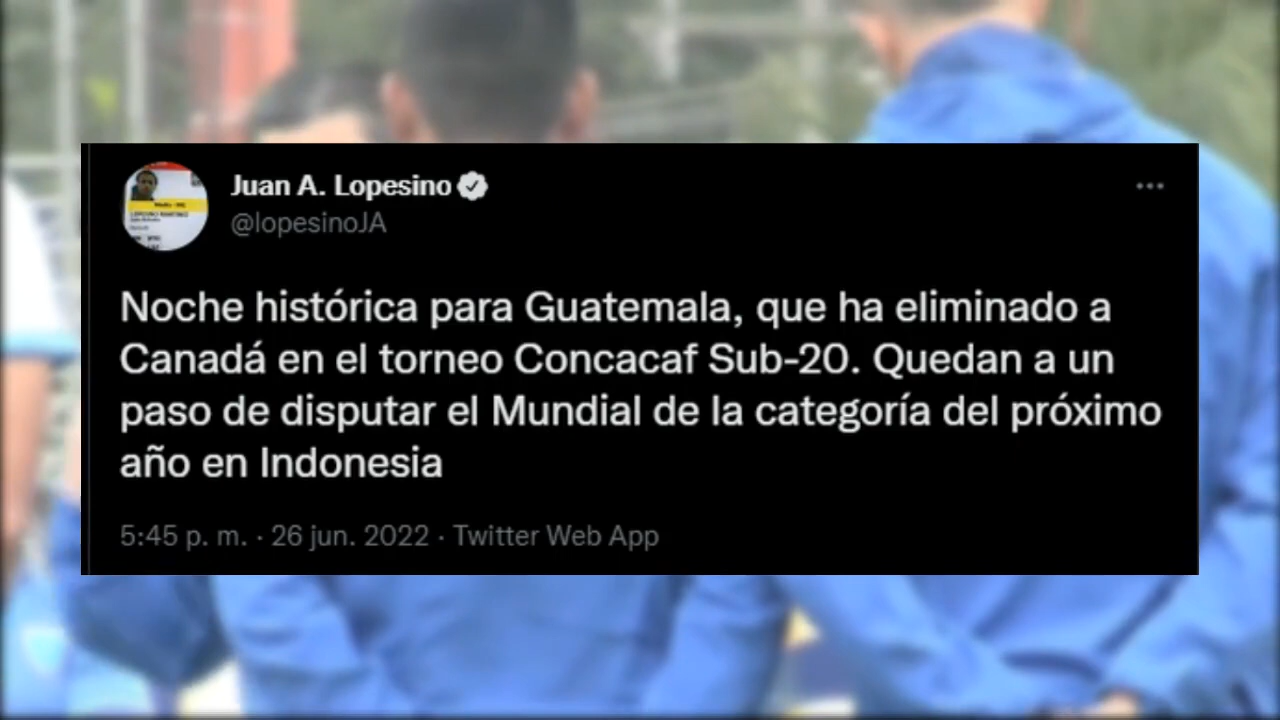 Juan A. Lopesino
@lopesinoJA
Noche histórica para Guatemala, que ha eliminado a
Canadá en el torneo Concacaf Sub-20. Quedan a un
paso de disputar el Mundial de la categoría del próximo
año en Indonesia
5:45 p. m. · 26 jun. 2022 · Twitter Web App